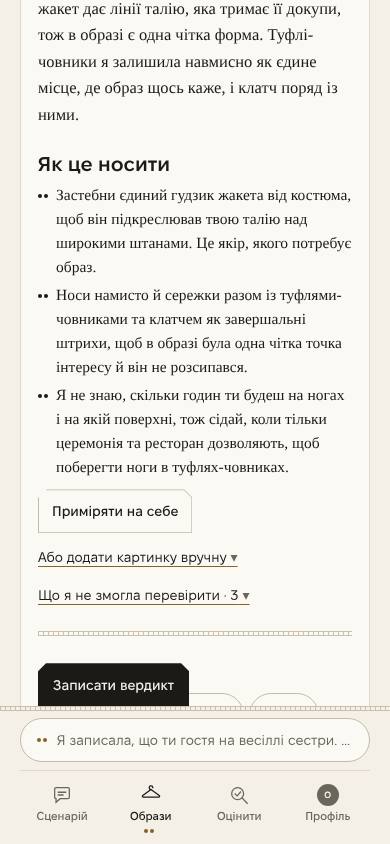 жакет дає лінії талію, яка тримає її докупи,
тож в образі є одна чітка форма. Туфлі-
човники я залишила навмисно як єдине
місце, де образ щось каже, і клатч поряд із
ними.
Як це носити
Застебни єдиний гудзик жакета від костюма,
щоб він підкреслював твою талію над
широкими штанами. Це якір, якого потребує
образ.
Носи намисто й сережки разом із туфлями-
човниками та клатчем як завершальні
штрихи, щоб в образі була одна чітка точка
інтересу й він не розсипався.
Я не знаю, скільки годин ти будеш на ногах
і на якій поверхні, тож сідай, коли тільки
церемонія та ресторан дозволяють, щоб
поберегти ноги в туфлях-човниках.
Приміряти на себе
Або додати картинку вручну ▾
Що я не змогла перевірити · 3 ▾
Записати вердикт
Я записала, що ти гостя на весіллі сестри. ...
О
Сценарій Образи Оцінити Профіль